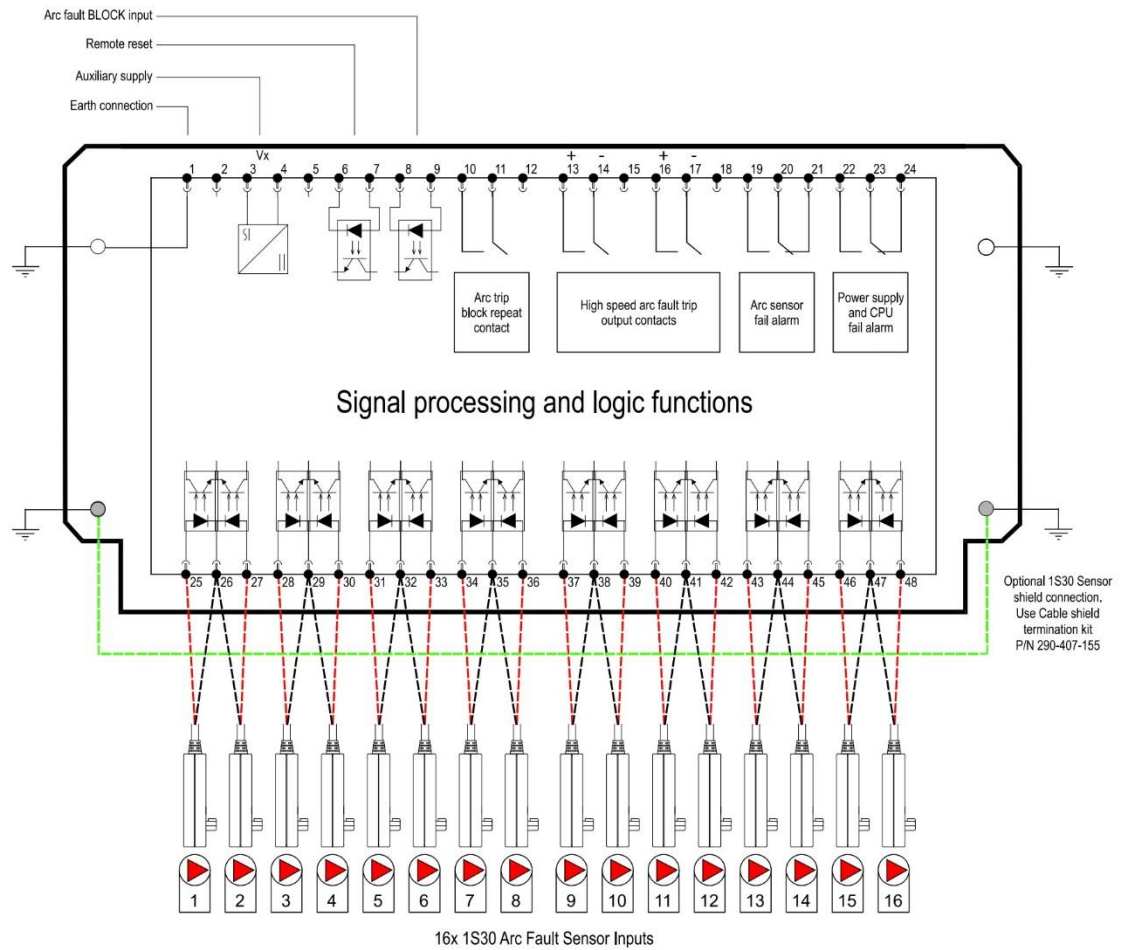 Arc fault BLOCK input
Remote reset
Auxiliary supply
Earth connection
Vx
+ - + -
1 2 3 4 5 6 7 8 9 10 11 12 13 14 15 16 17 18 19 20 21 22 23 24
Arc trip
block repeat
contact
High speed arc fault trip
output contacts
Arc sensor
fail alarm
Power supply
and CPU
fail alarm
Signal processing and logic functions
25 26 27 28 29 30 31 32 33 34 35 36 37 38 39 40 41 42 43 44 45 46 47 48
Optional 1S30 Sensor
shield connection.
Use Cable shield
termination kit
P/N 290-407-155
1 2 3 4 5 6 7 8 9 10 11 12 13 14 15 16
16x 1S30 Arc Fault Sensor Inputs